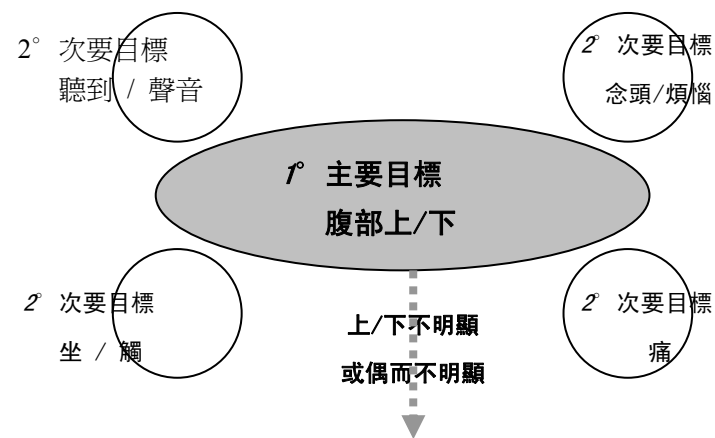 2° 次要目標
聽到 / 聲音
2° 次要目標
念頭/煩惱
1° 主要目標
腹部上/下
2° 次要目標
坐 / 觸
上/下不明顯
或偶而不明顯
2° 次要目標
痛